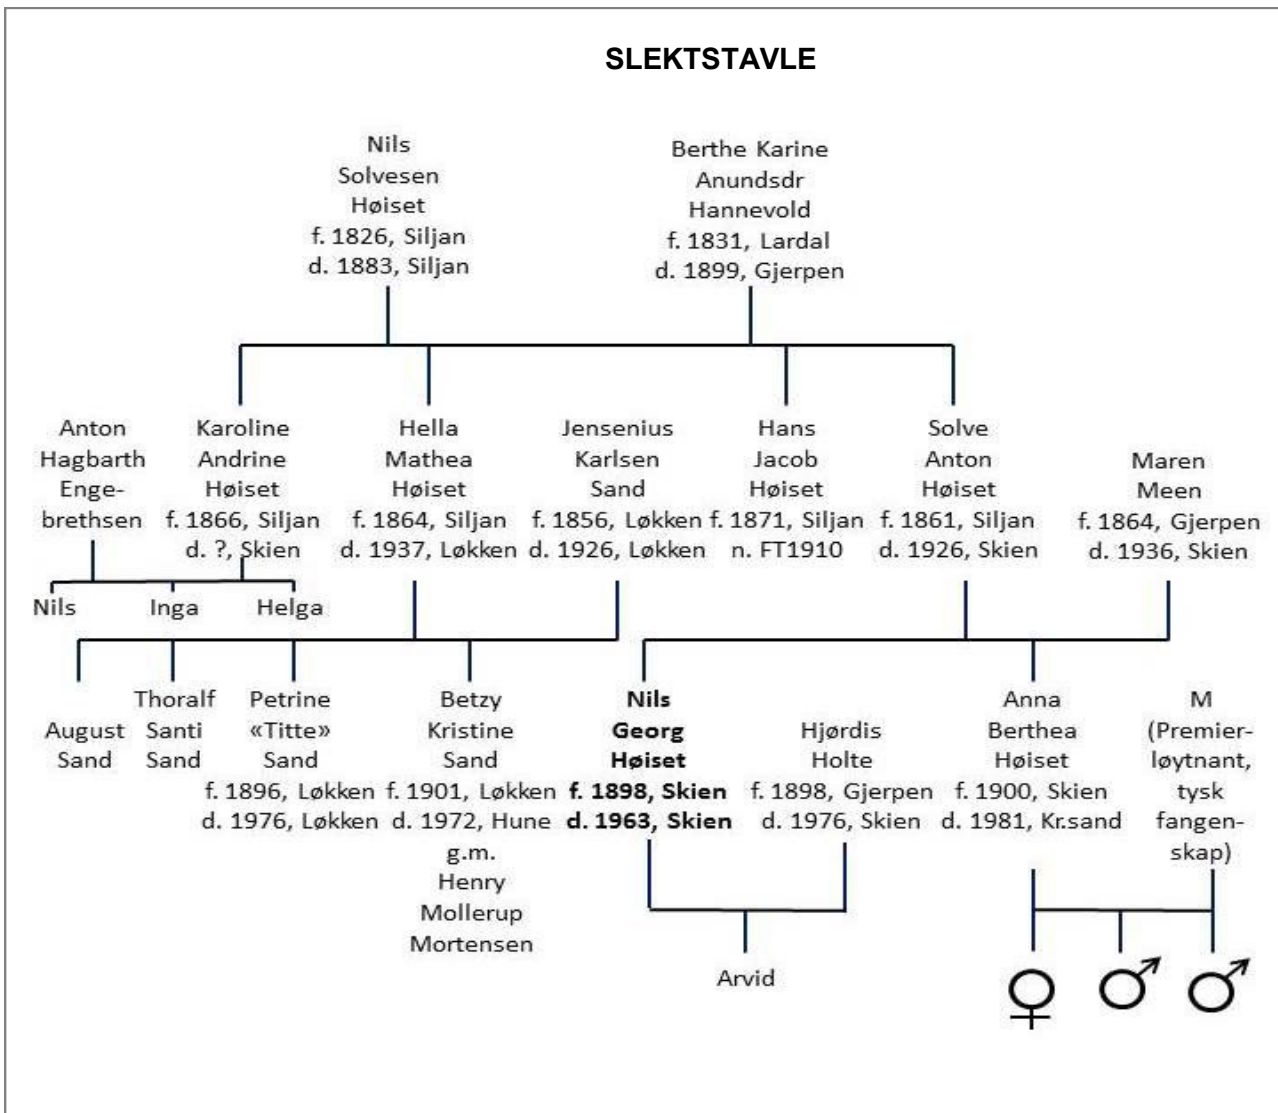 SLEKTSTAVLE
Nils
Solvesen
Høiset
f. 1826, Siljan
d. 1883, Siljan
Berthe Karine
Anundsdr
Hannevold
f. 1831, Lardal
d. 1899, Gjerpen
Anton
Hagbarth
Enge-
brethsen
Karoline
Andrine
Høiset
f. 1866, Siljan
d. ?, Skien
Hella
Mathea
Høiset
f. 1864, Siljan
d. 1937, Løkken
Jensenius
Karlsen
Sand
f. 1856, Løkken
d. 1926, Løkken
Hans
Jacob
Høiset
f. 1871, Siljan
n. FT1910
Solve
Anton
Høiset
f. 1861, Siljan
d. 1926, Skien
Maren
Meen
f. 1864, Gjerpen
d. 1936, Skien
Nils
Inga
Helga
August
Sand
Thoralf
Santi
Sand
Petrine
«Titte»
Sand
f. 1896, Løkken
d. 1976, Løkken
Betzy
Kristine
Sand
f. 1901, Løkken
d. 1972, Hune
g.m.
Henry
Mollerup
Mortensen
Nils
Georg
Høiset
f. 1898, Skien
d. 1963, Skien
Hjørdis
Holte
f. 1898, Gjerpen
d. 1976, Skien
Anna
Berthea
Høiset
f. 1900, Skien
d. 1981, Kr.sand
M
(Premier-
løytnant,
tysk
fangen-
skap)
Arvid